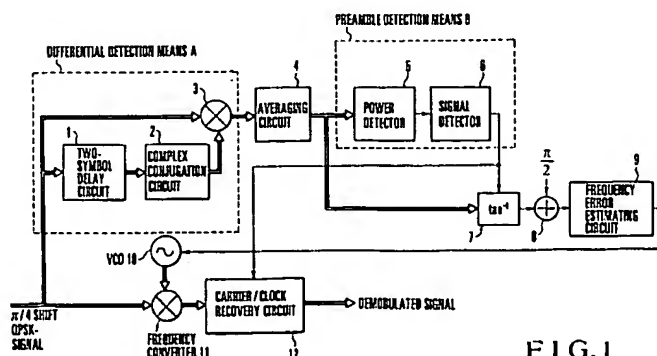 PREAMBLE DETECTION MEANS B
DIFFERENTIAL DETECTION MEANS A
3
4
AVERAGING
CIRCUIT
5
POWER
DETECTOR
6
SIGNAL
DETECTOR
1
TWO-
SYMBOL
DELAY
CIRCUIT
2
COMPLEX
CONJUGATION
CIRCUIT
π
2
tan⁻¹
7
8
9
FREQUENCY
ERROR
ESTIMATING
CIRCUIT
VCO 10
π/4 SHIFT
QPSK-
SIGNAL
FREQUENCY
CONVERTER 11
CARRIER/CLOCK
RECOVERY CIRCUIT
12
DEMODULATED SIGNAL
FIG.1